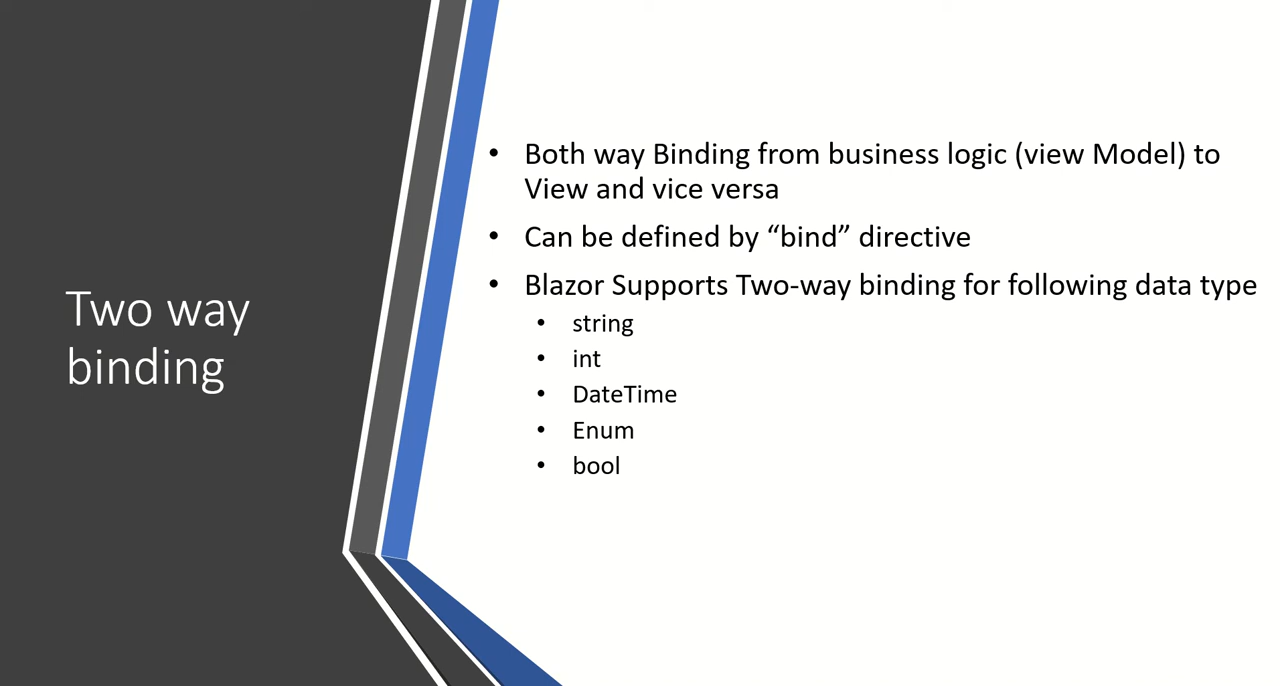 Two way
binding
• Both way Binding from business logic (view Model) to
View and vice versa
• Can be defined by “bind” directive
• Blazor Supports Two-way binding for following data type
• string
• int
• DateTime
• Enum
• bool